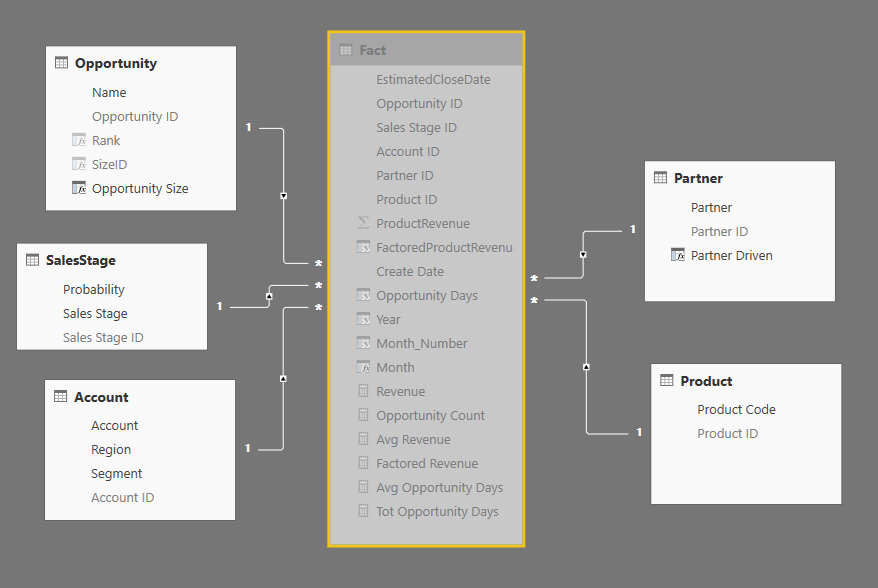 Opportunity
Name
Opportunity ID
Rank
SizeID
Opportunity Size
1
*
SalesStage
Probability
Sales Stage
Sales Stage ID
1
*
Account
Account
Region
Segment
Account ID
1
*
Fact
EstimatedCloseDate
Opportunity ID
Sales Stage ID
Account ID
Partner ID
Product ID
ProductRevenue
FactoredProductRevenu
Create Date
Opportunity Days
Year
Month_Number
Month
Revenue
Opportunity Count
Avg Revenue
Factored Revenue
Avg Opportunity Days
Tot Opportunity Days
Partner
Partner
Partner ID
Partner Driven
1
*
Product
Product Code
Product ID
1
*